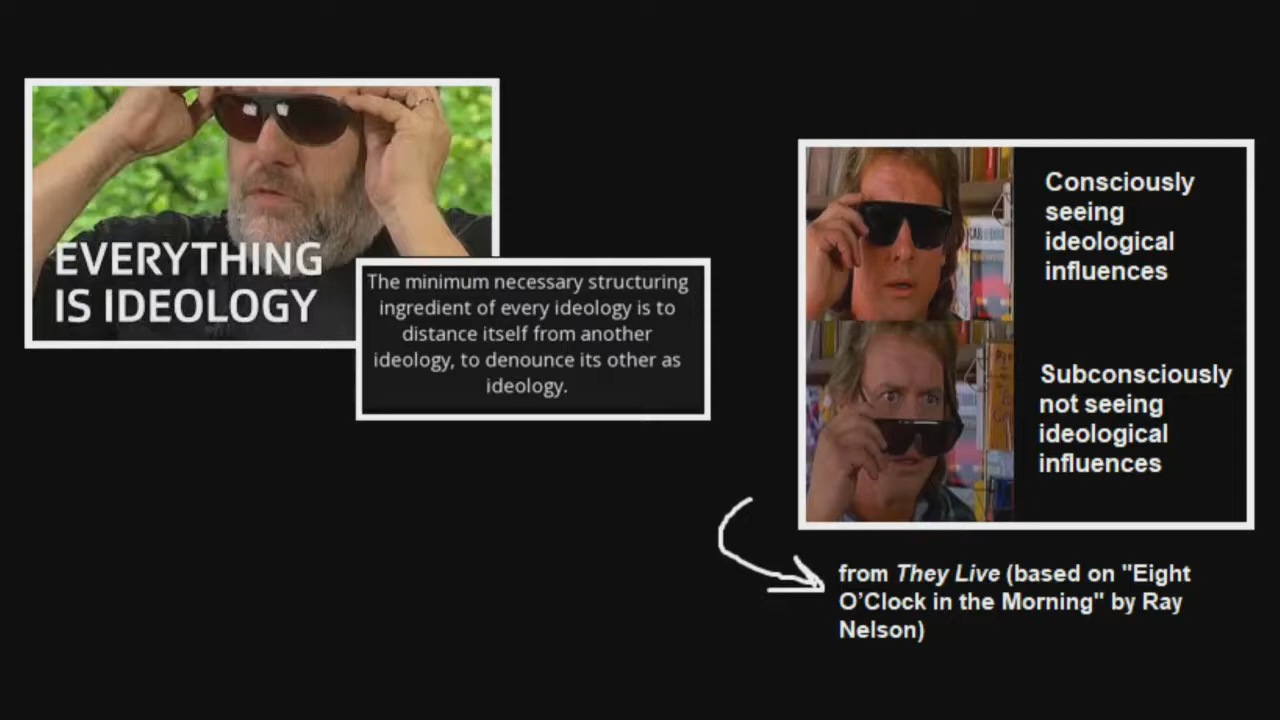 EVERYTHING
IS IDEOLOGY
The minimum necessary structuring
ingredient of every ideology is to
distance itself from another
ideology, to denounce its other as
ideology.
Consciously
seeing
ideological
influences
Subconsciously
not seeing
ideological
influences
from They Live (based on "Eight
O’Clock in the Morning" by Ray
Nelson)